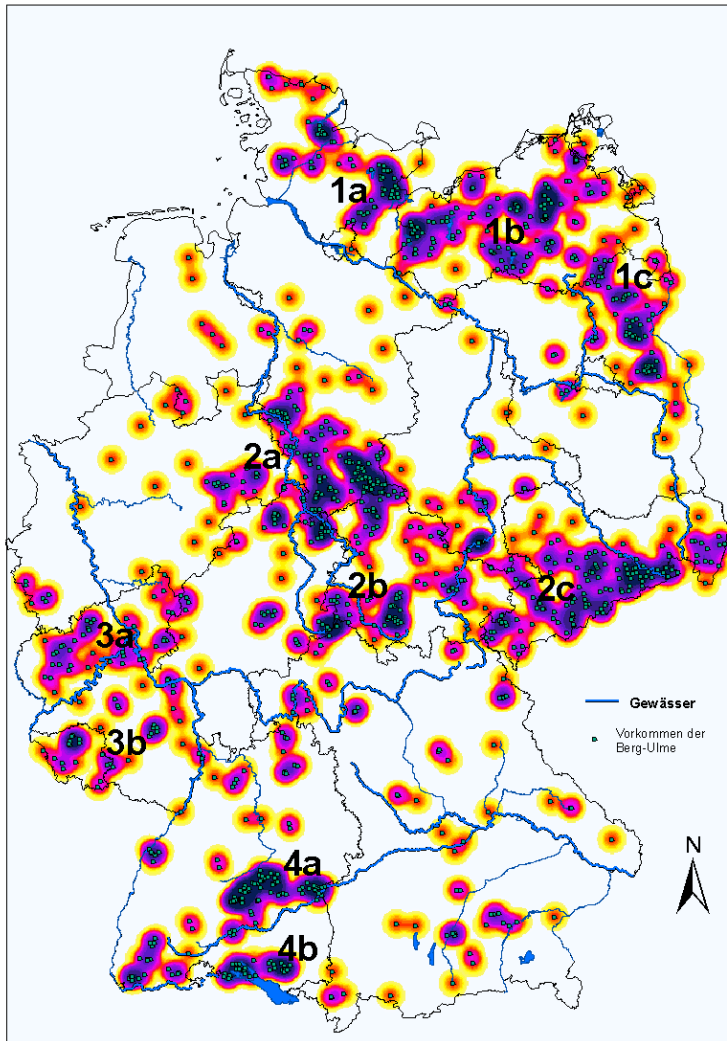 1a
1b
1c
2a
2b
2c
3a
3b
Gewässer
Vorkommen der
Berg-Ulme
N
4a
4b